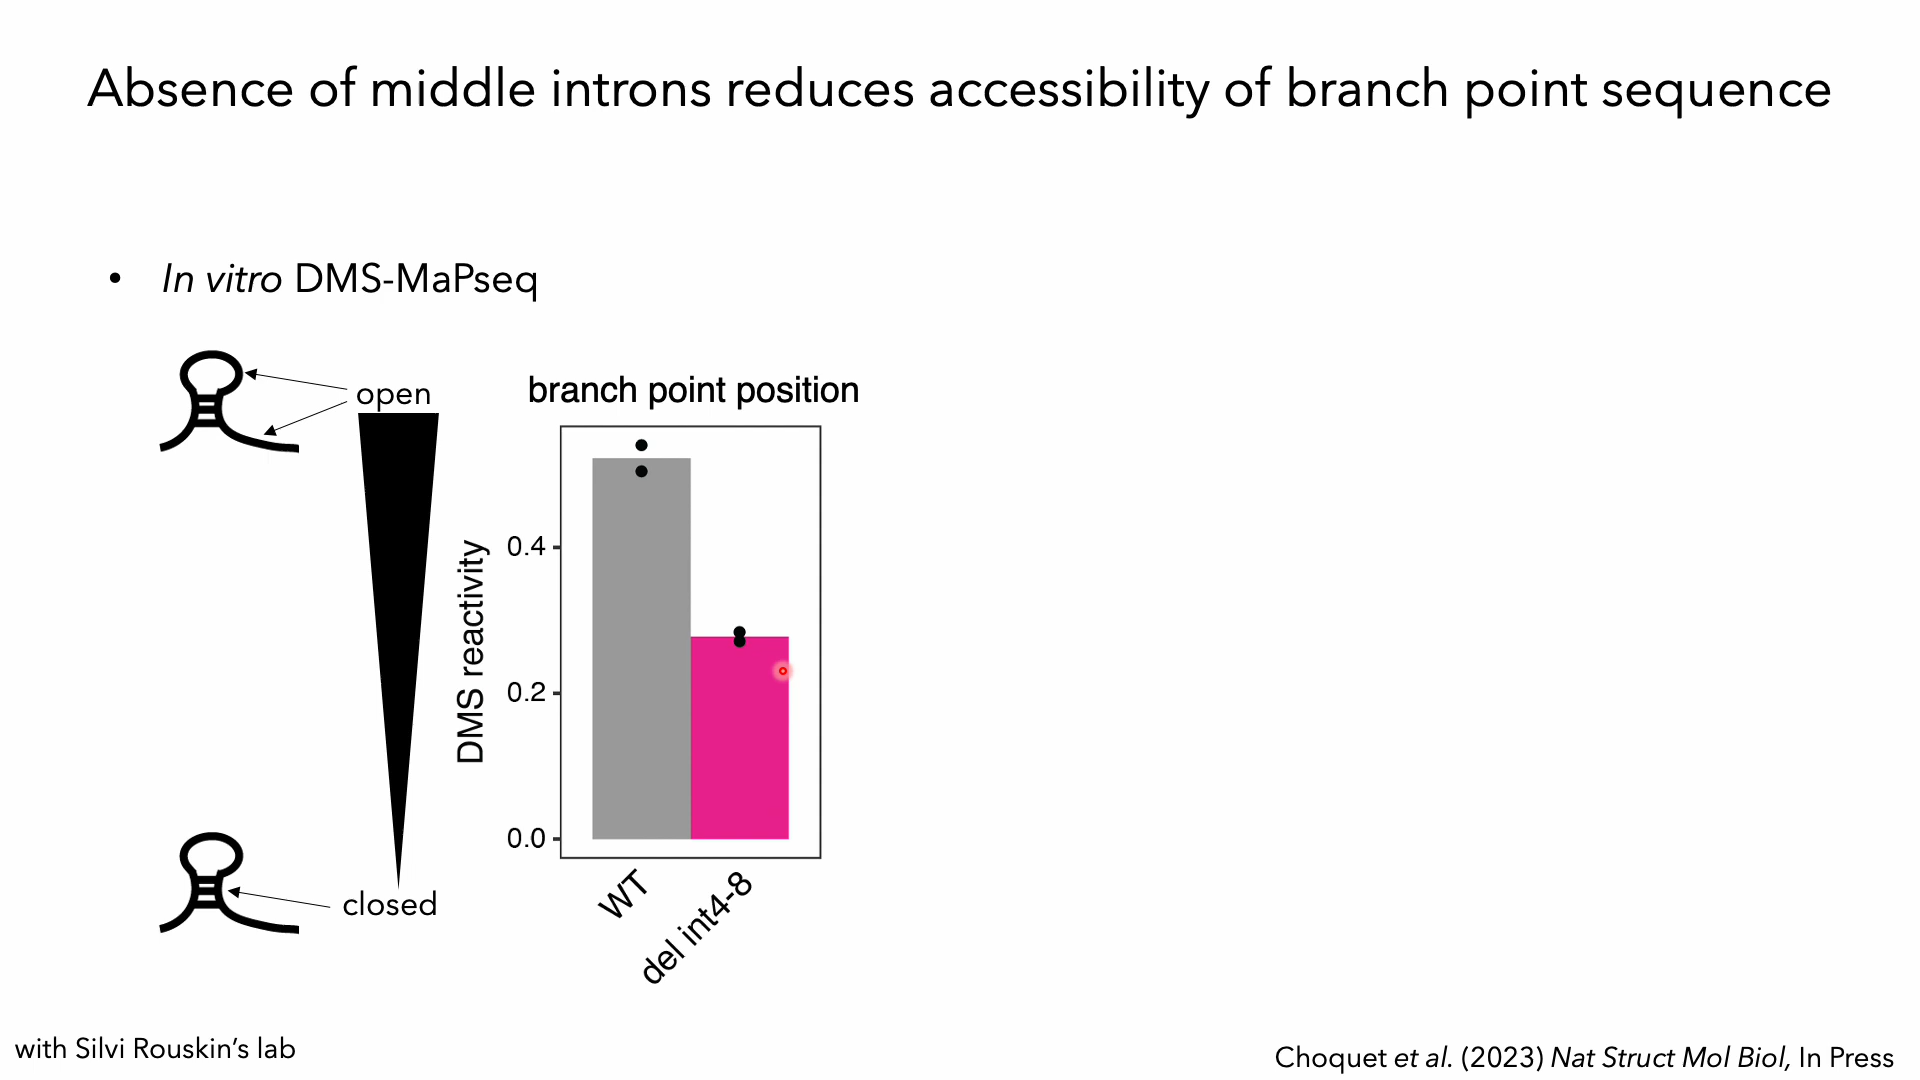 Absence of middle introns reduces accessibility of branch point sequence
• In vitro DMS-MaPseq
open
closed
branch point position
DMS reactivity
0.4
0.2
0.0
WT
del int4-8
with Silvi Rouskin’s lab
Choquet et al. (2023) Nat Struct Mol Biol, In Press